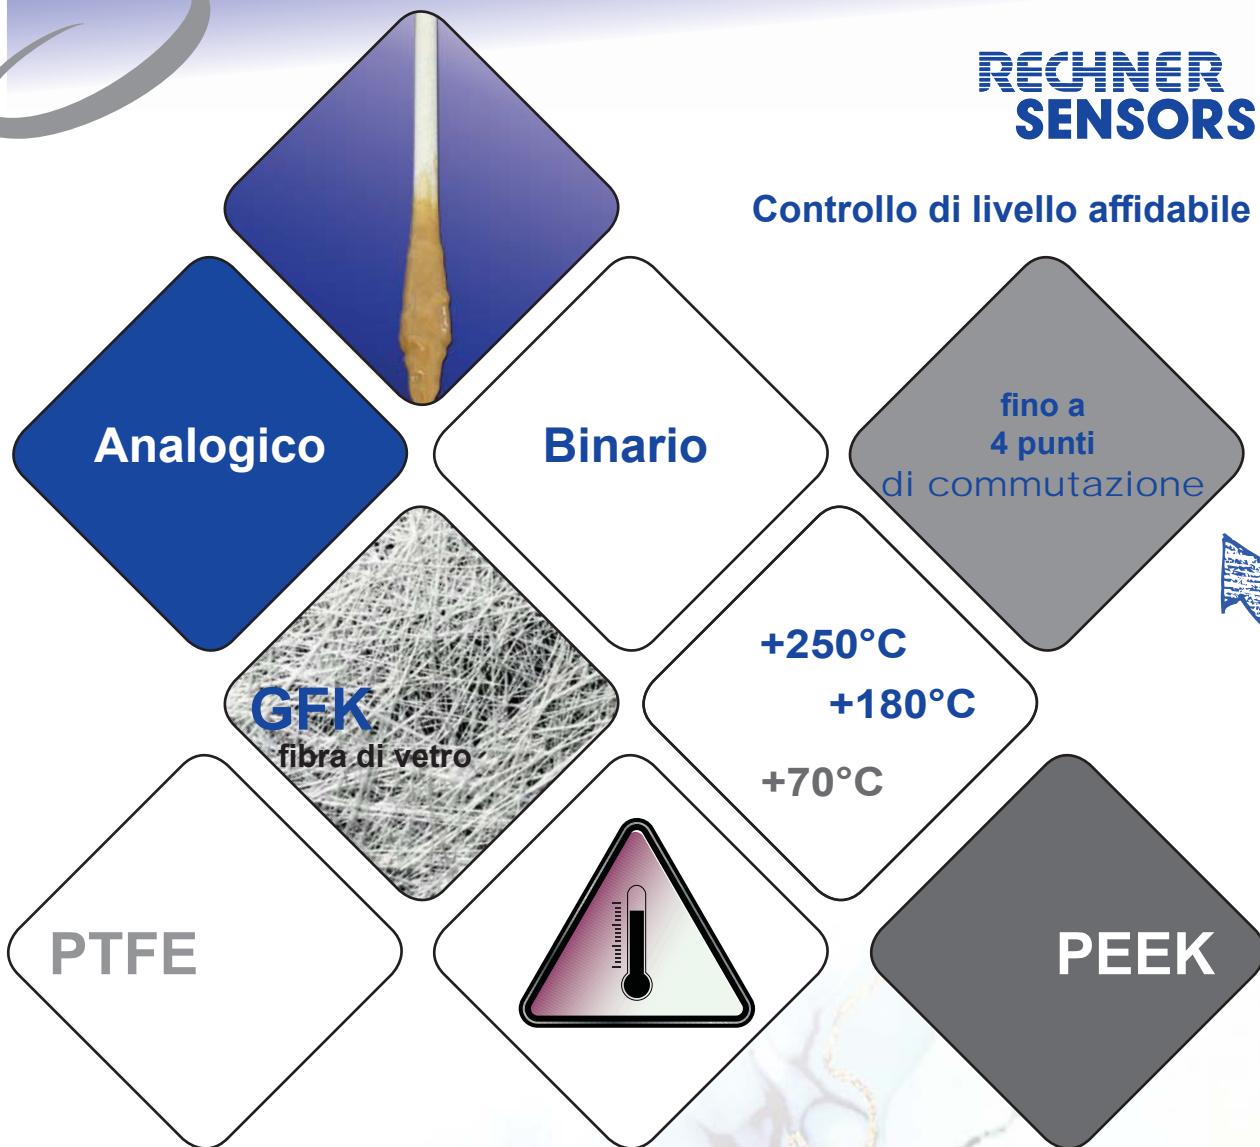 RECHNER
SENSORS
Controllo di livello affidabile
Analogico
Binario
fino a
4 punti
di commutazione
+250°C
+180°C
+70°C
GFK
fibra di vetro
PTFE
PEEK